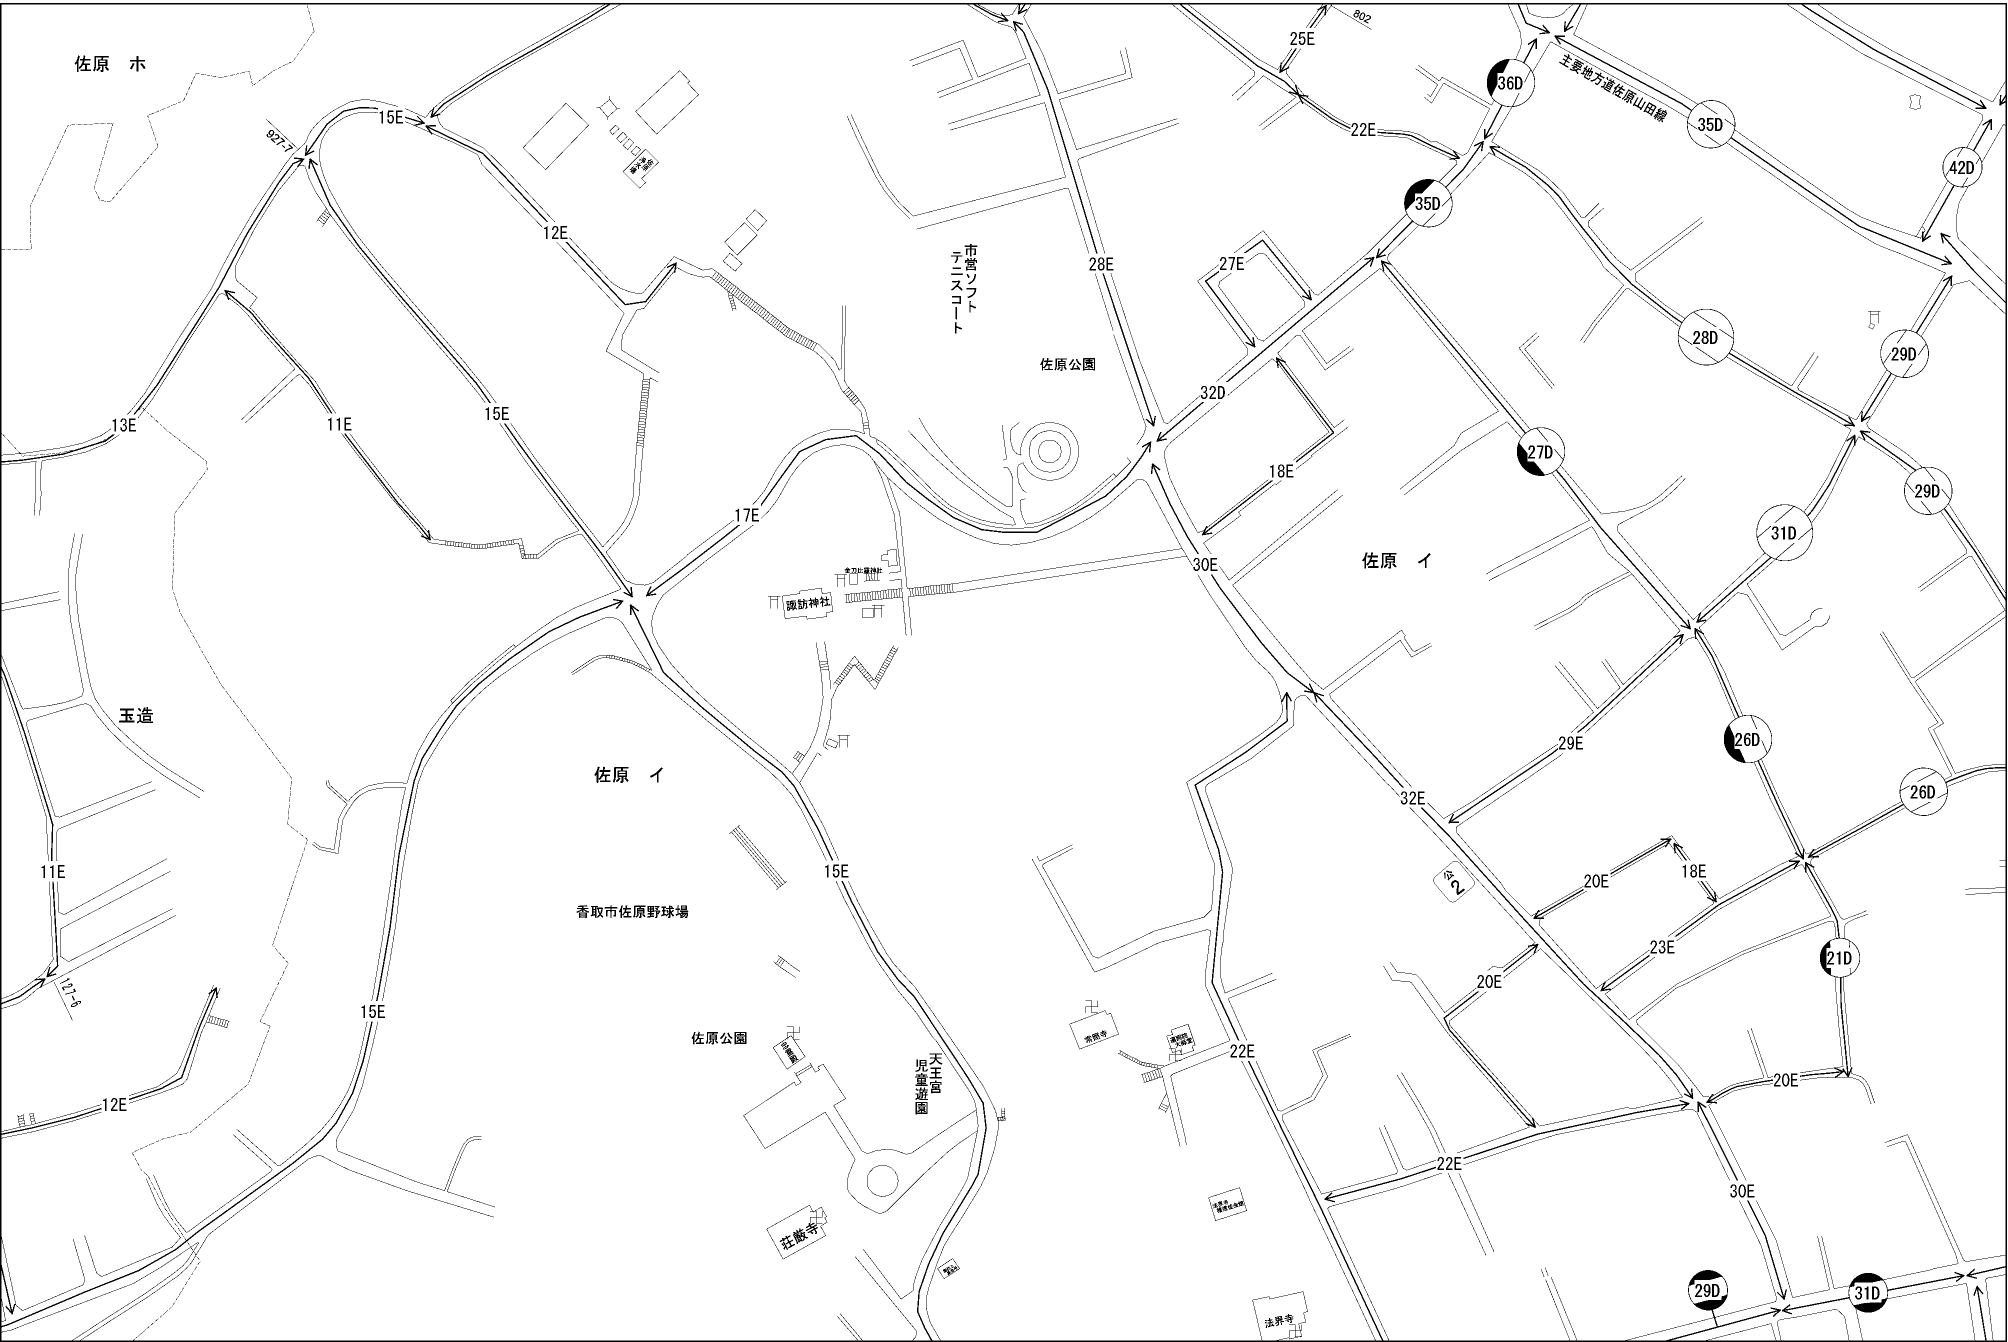 802
佐原　ホ
25E
36D
主要地方道佐原山田線
15E
22E
35D
927-7
42D
35D
12E
28E
27E
市営ソフト
テニスコート
28D
29D
佐原公園
32D
13E
11E
15E
27D
18E
29D
17E
31D
30E
佐原　イ
諏訪神社
玉造
29E
26D
佐原　イ
32E
26D
11E
15E
公
2
20E
18E
香取市佐原野球場
23E
21D
20E
127-6
15E
佐原公園
常照寺
天王宮
児童遊園
22E
20E
12E
22E
30E
荘厳寺
29D
31D
法界寺